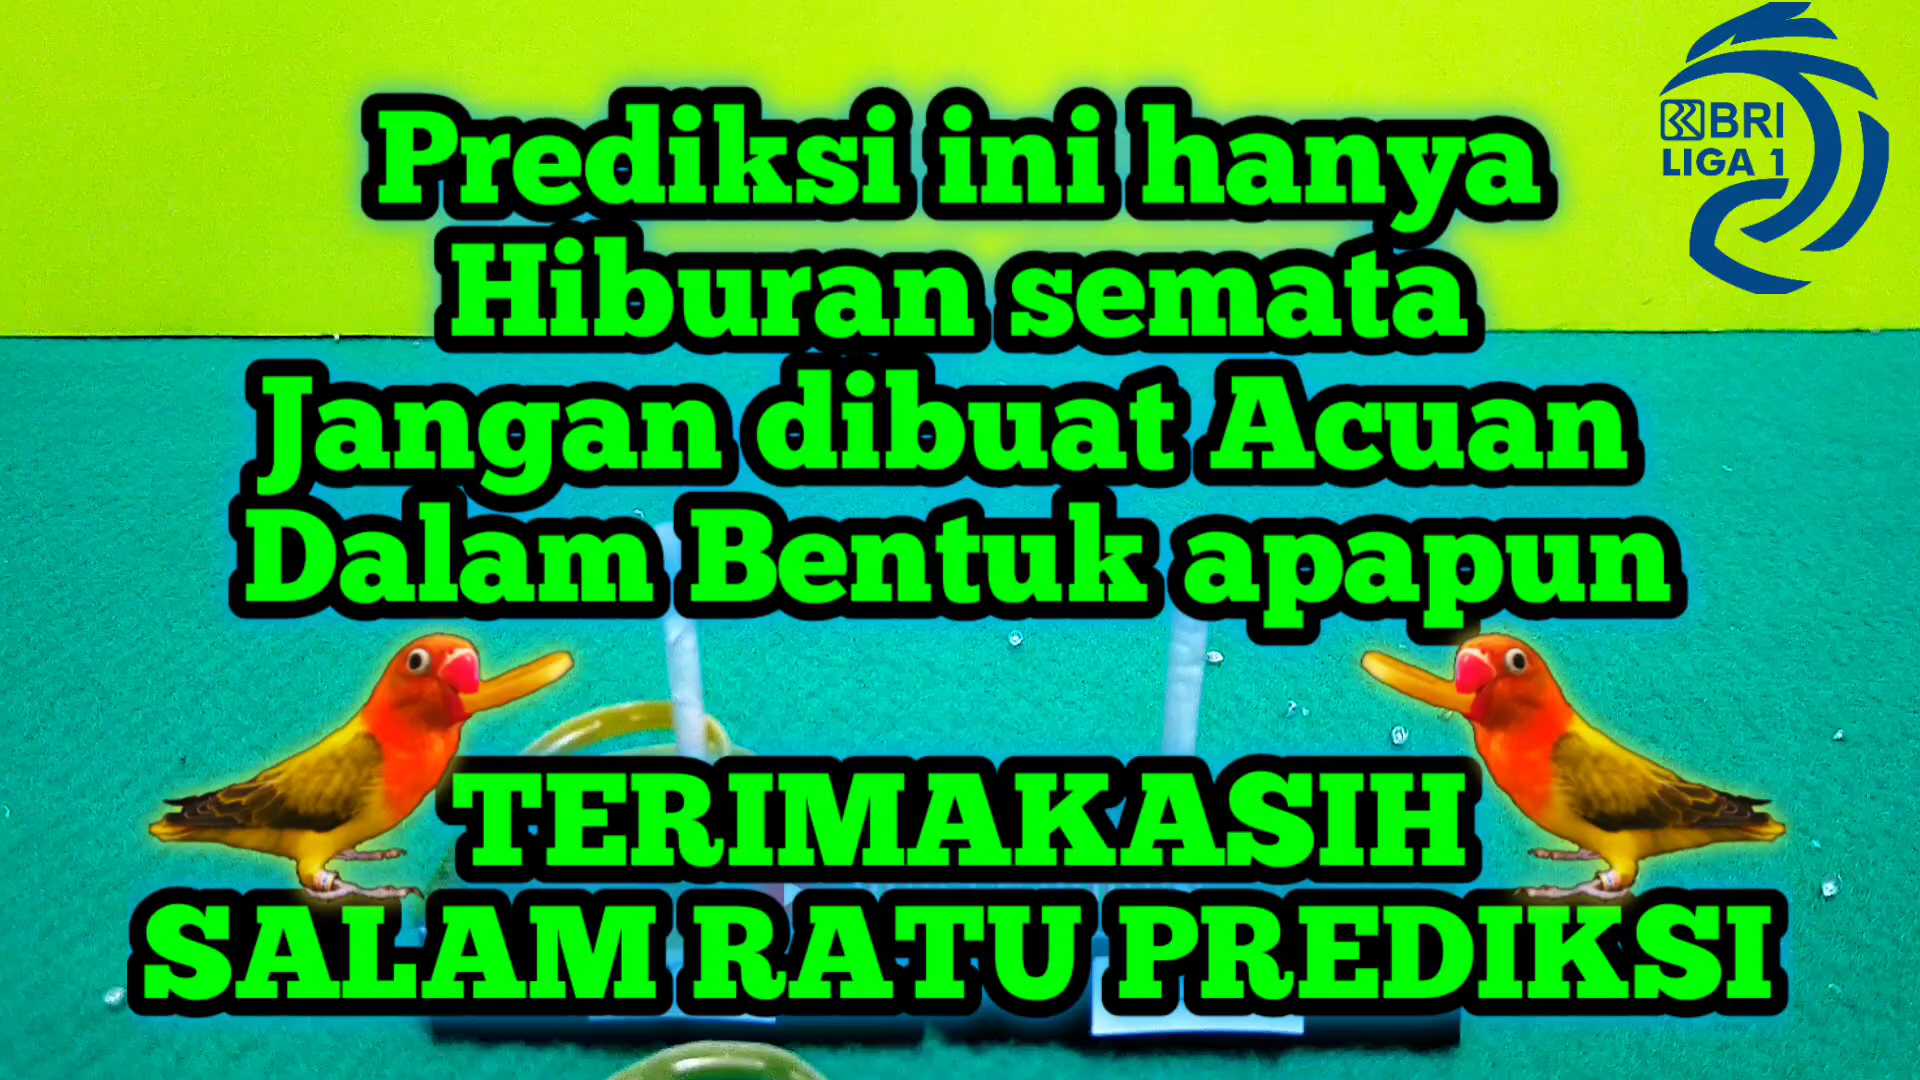 BRI
LIGA 1
Prediksi ini hanya
Hiburan semata
Jangan dibuat Acuan
Dalam Bentuk apapun
TERIMAKASIH
SALAM RATU PREDIKSI